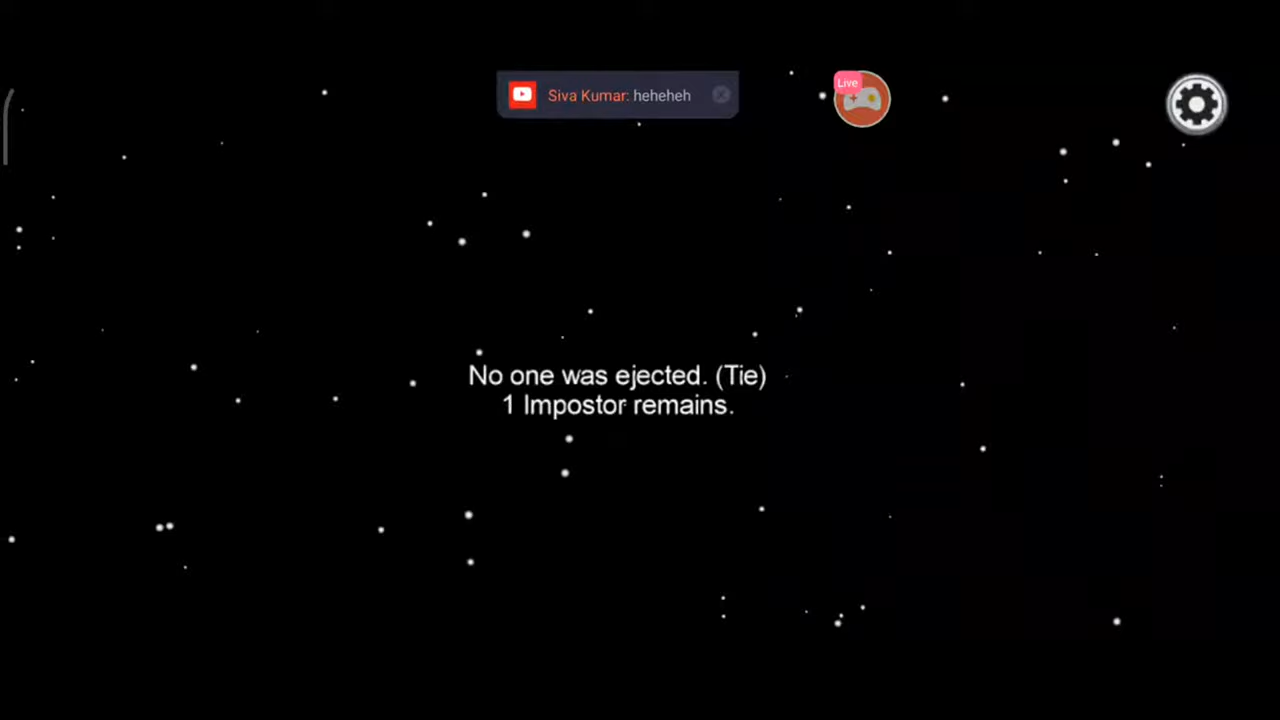 Live
Siva Kumar: heheheh
No one was ejected. (Tie)
1 Impostor remains.